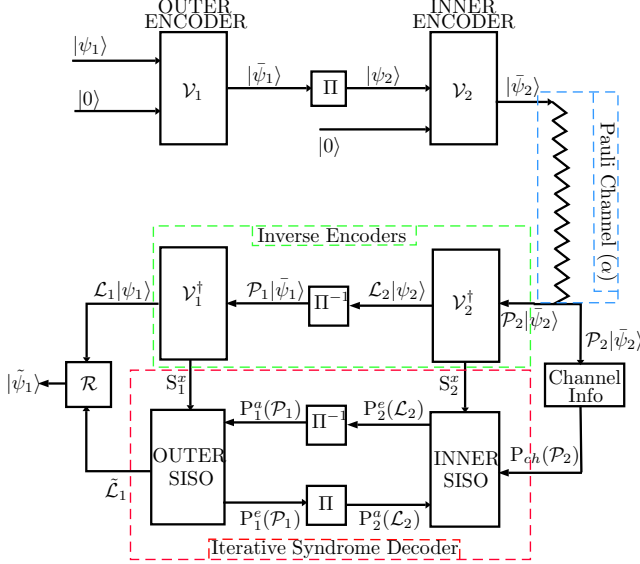 OUTER
ENCODER
INNER
ENCODER
|ψ₁⟩
|0⟩
𝒱₁
|ψ̄₁⟩
Π
|ψ₂⟩
|0⟩
𝒱₂
|ψ̄₂⟩
Pauli Channel (α)
Inverse Encoders
ℒ₁|ψ₁⟩
𝒱₁†
𝒫₁|ψ̄₁⟩
Π⁻¹
ℒ₂|ψ₂⟩
𝒱₂†
𝒫₂|ψ̄₂⟩
𝒫₂|ψ̄₂⟩
|ψ̃₁⟩
ℛ
S₁ˣ
S₂ˣ
Channel
Info
P₁ᵃ(𝒫₁)
Π⁻¹
P₂ᵉ(ℒ₂)
OUTER
SISO
INNER
SISO
P𝑐ℎ(𝒫₂)
ℒ̃₁
P₁ᵉ(𝒫₁)
Π
P₂ᵃ(ℒ₂)
Iterative Syndrome Decoder